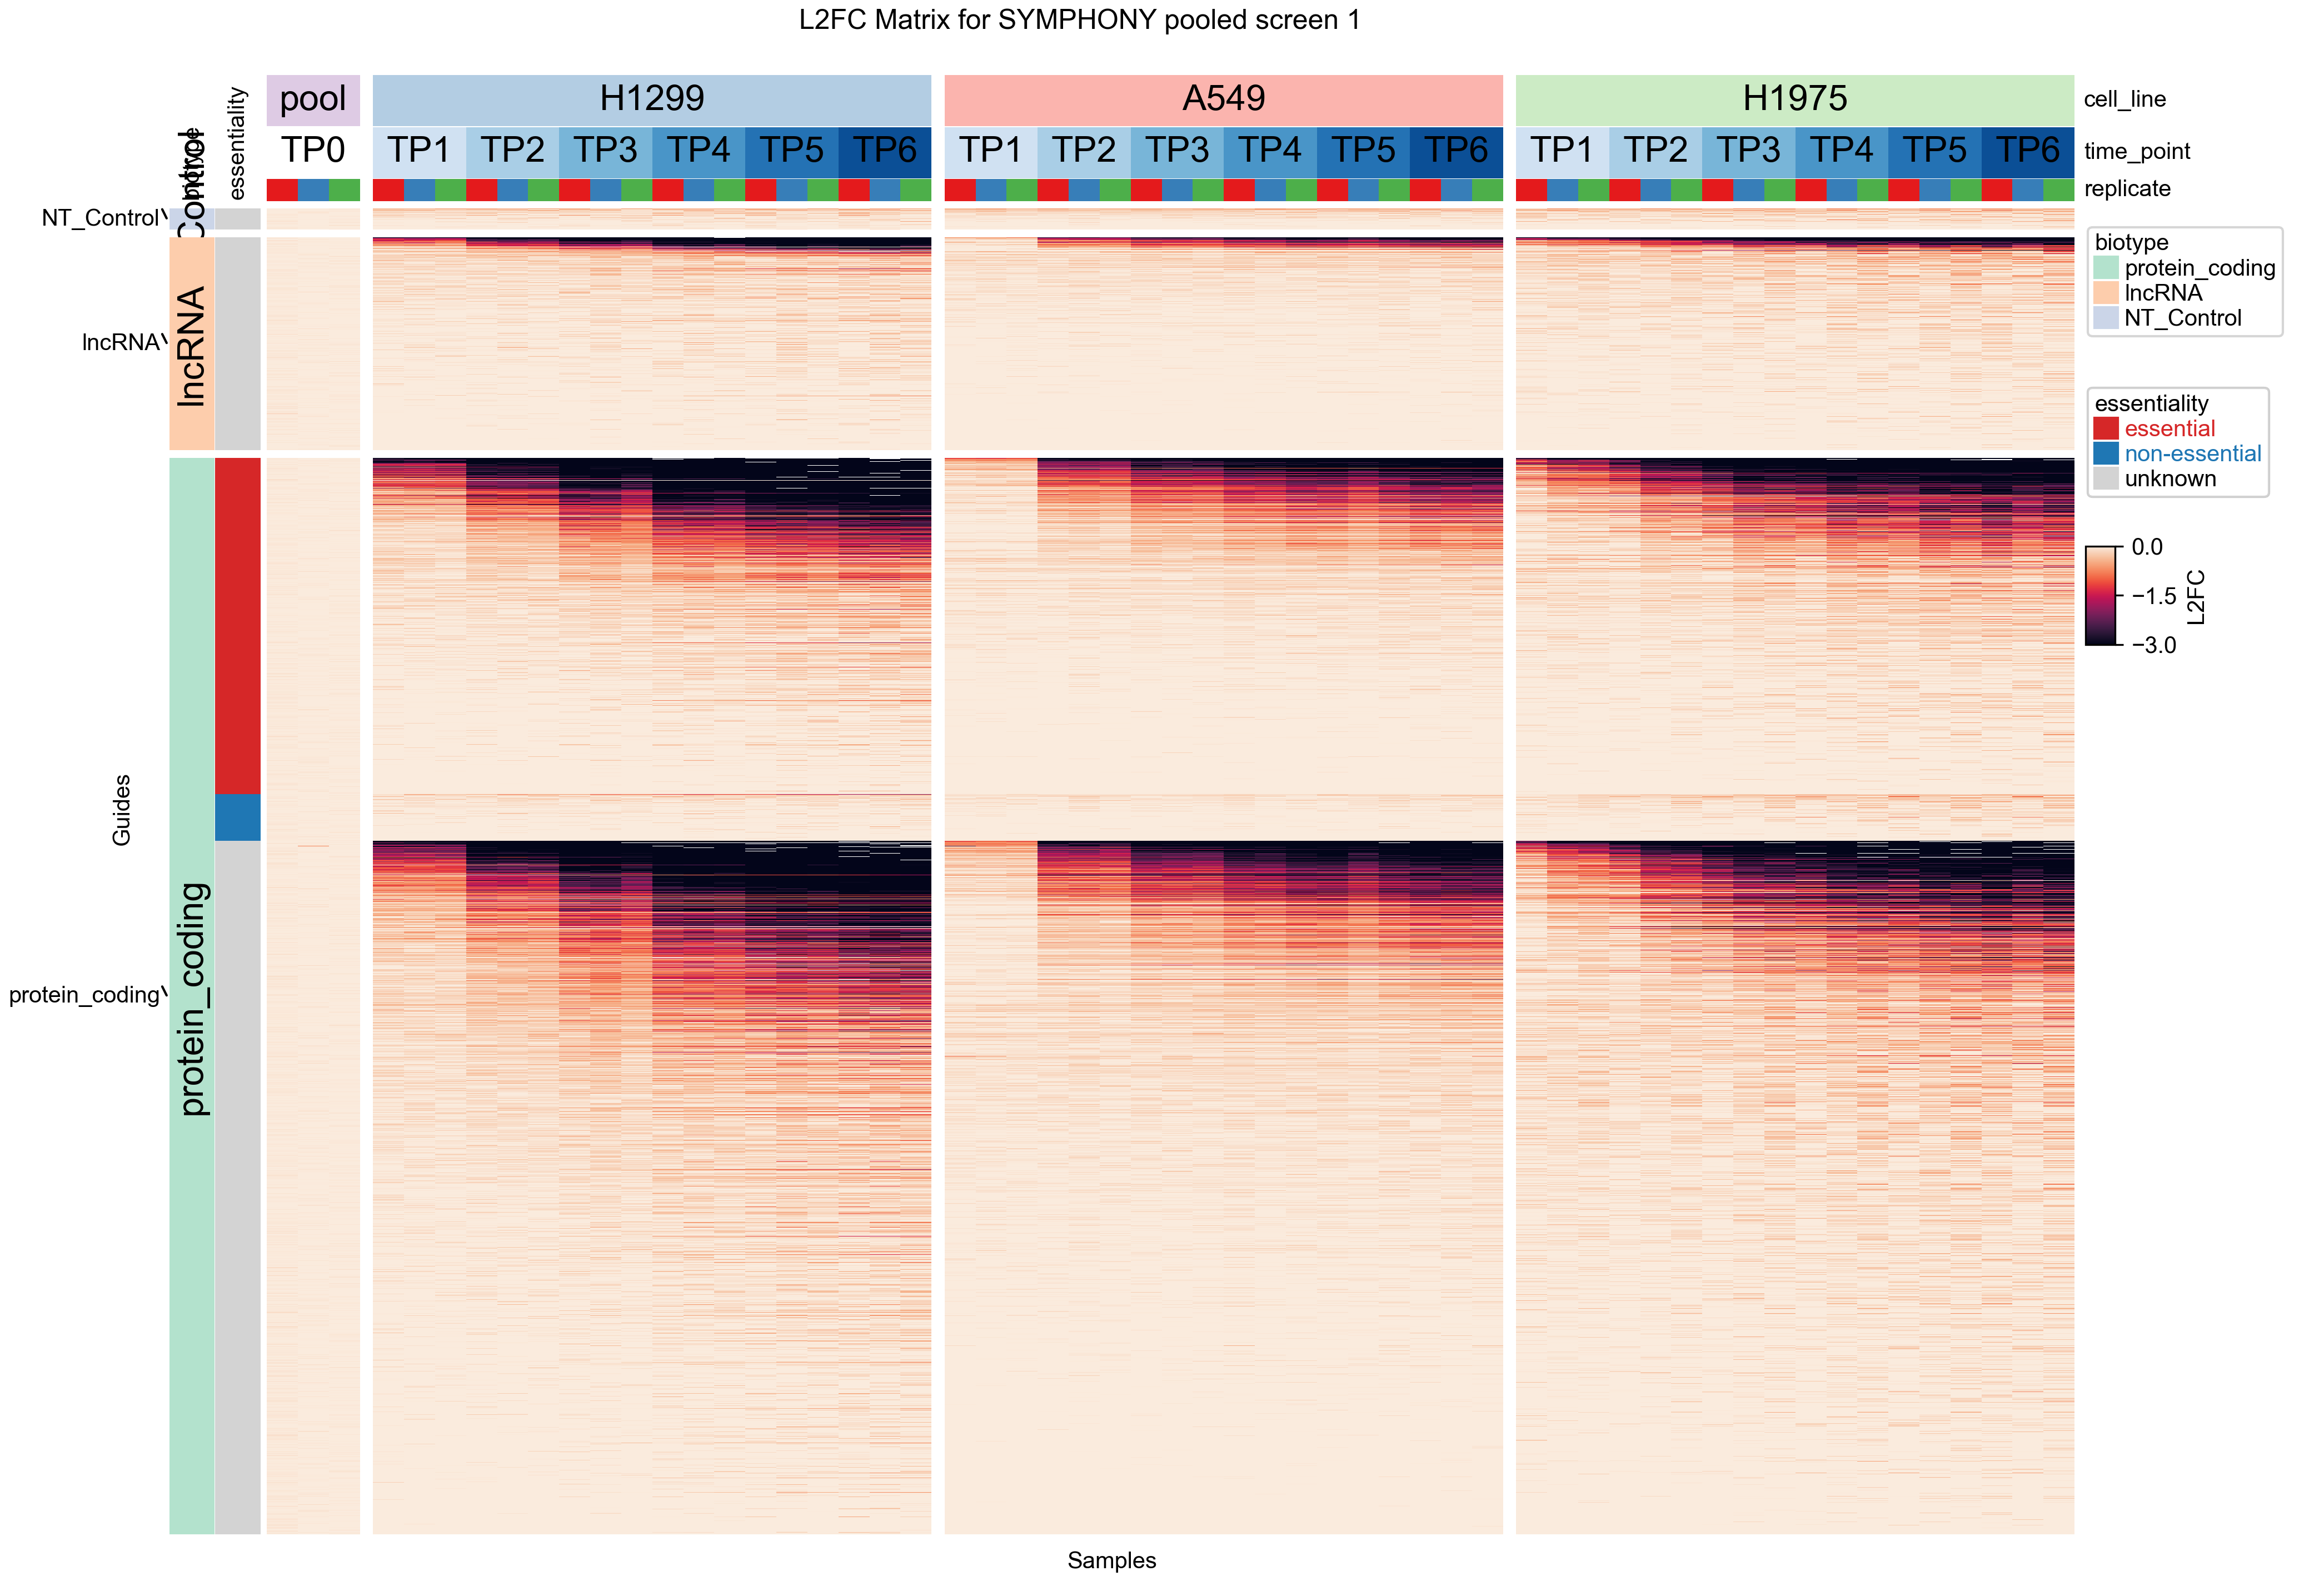 L2FC Matrix for SYMPHONY pooled screen 1
pool
H1299
A549
H1975
cell_line
TP0
TP1
TP2
TP3
TP4
TP5
TP6
TP1
TP2
TP3
TP4
TP5
TP6
TP1
TP2
TP3
TP4
TP5
TP6
time_point
replicate
essentiality
NT_Control
lncRNA
lncRNA
protein_coding
protein_coding
Guides
Samples
biotype
protein_coding
lncRNA
NT_Control
essentiality
essential
non-essential
unknown
0.0
−1.5
−3.0
L2FC